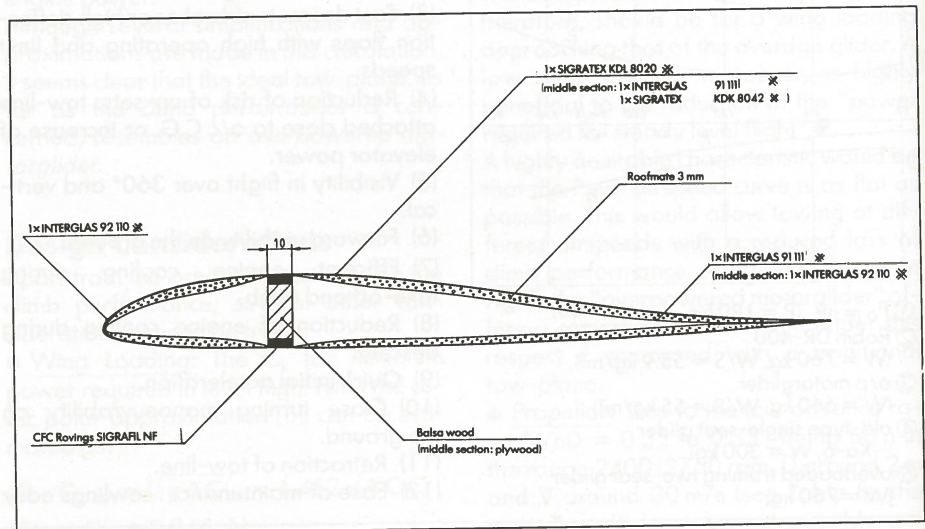 1×SIGRATEX KDL 8020 ⨳
(middle section: 1×INTERGLAS 91 111 ⨳
1×SIGRATEX KDK 8042 ⨳ )
Roofmate 3 mm
1×INTERGLAS 92 110 ⨳
10
1×INTERGLAS 91 111 ⨳
(middle section: 1×INTERGLAS 92 110 ⨳
CFC Rovings SIGRAFIL NF
Balsa wood
(middle section: plywood)